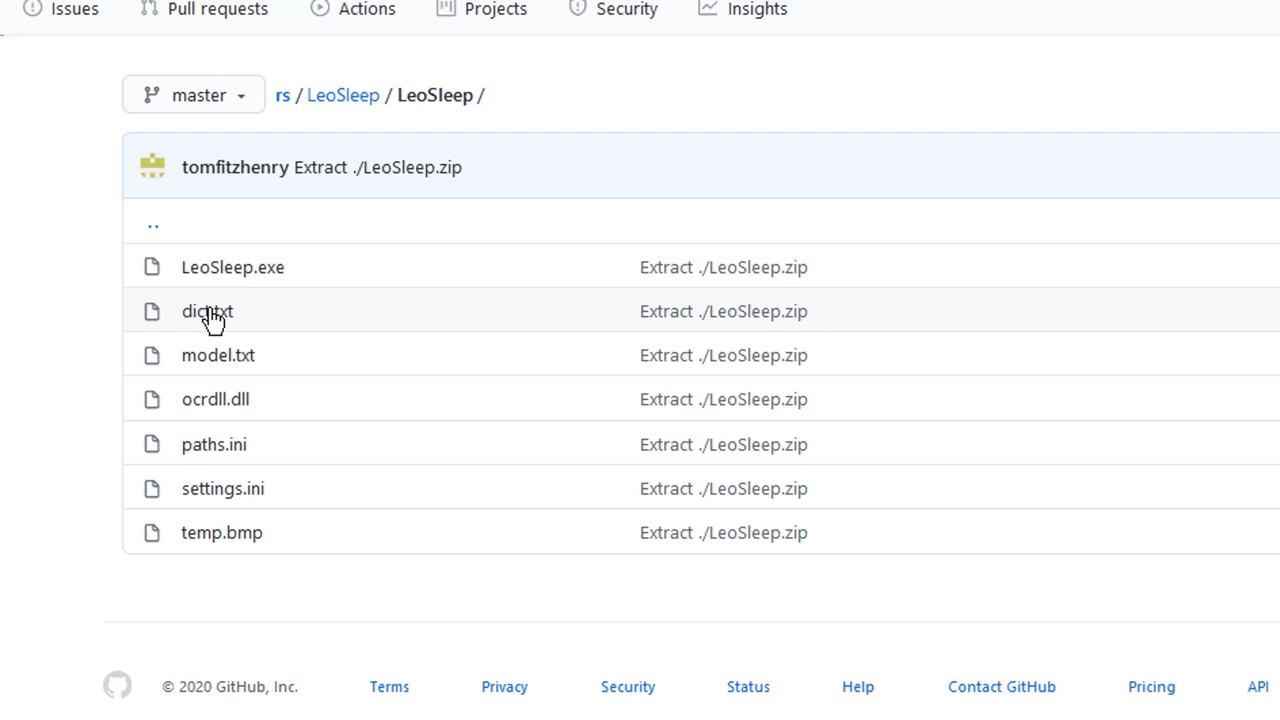 Issues Pull requests Actions Projects Security Insights
master rs / LeoSleep / LeoSleep /
tomfitzhenry Extract ./LeoSleep.zip
..
LeoSleep.exe Extract ./LeoSleep.zip
dict.txt Extract ./LeoSleep.zip
model.txt Extract ./LeoSleep.zip
ocrdll.dll Extract ./LeoSleep.zip
paths.ini Extract ./LeoSleep.zip
settings.ini Extract ./LeoSleep.zip
temp.bmp Extract ./LeoSleep.zip
© 2020 GitHub, Inc. Terms Privacy Security Status Help Contact GitHub Pricing API